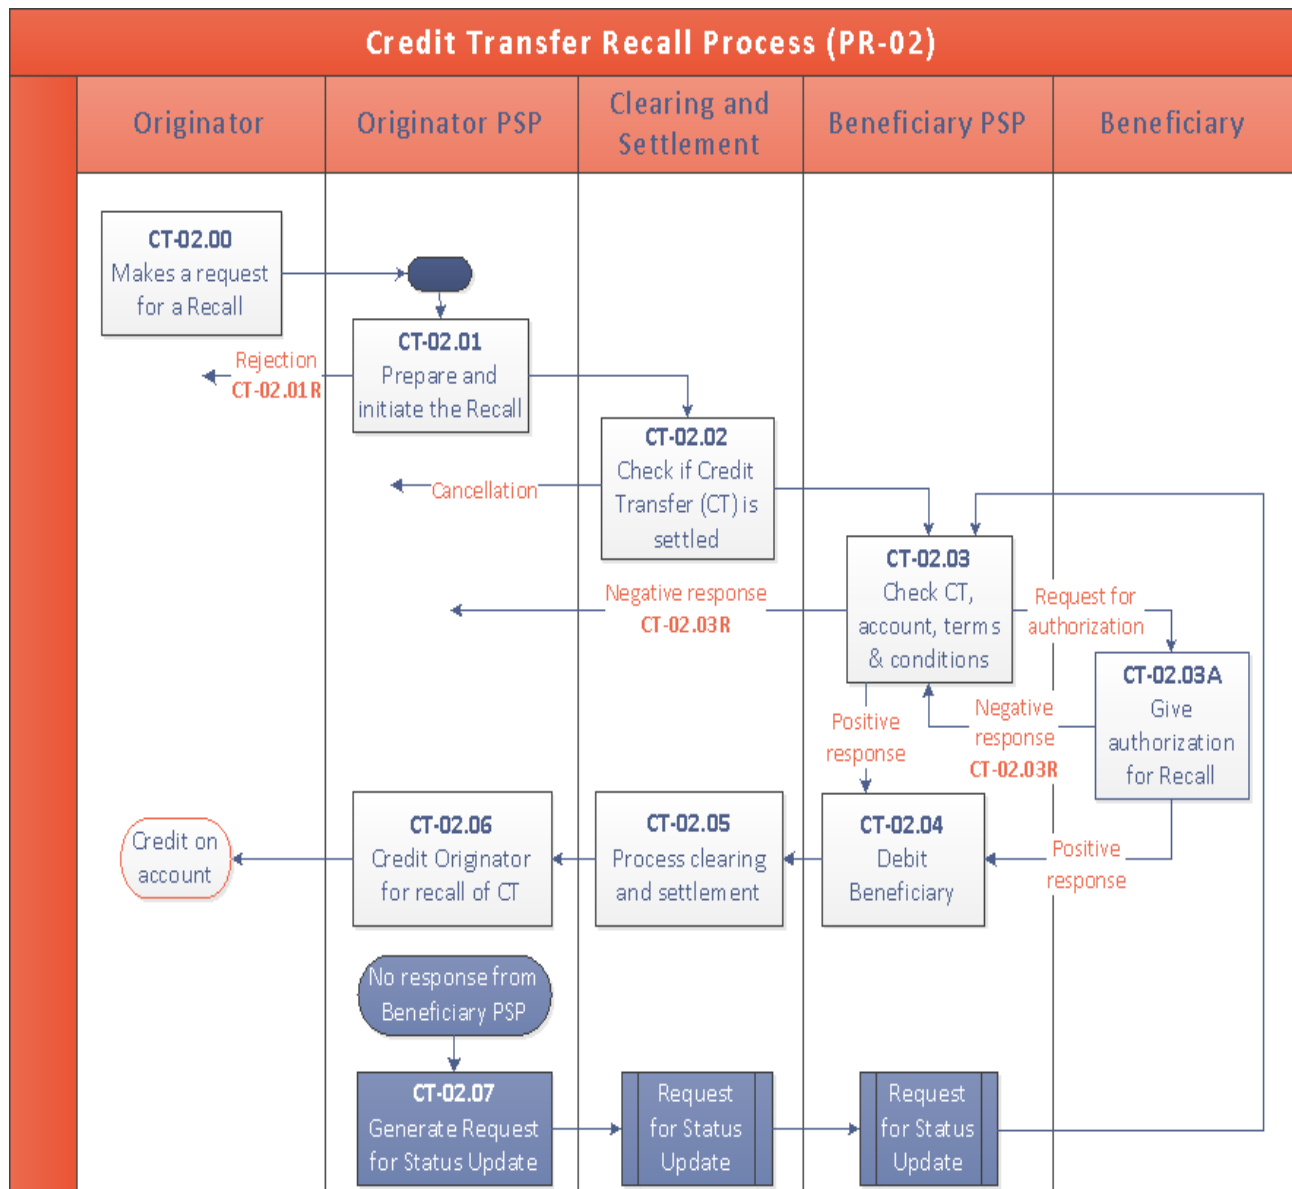 Credit Transfer Recall Process (PR-02)
Originator
Originator PSP
Clearing and
Settlement
Beneficiary PSP
Beneficiary
CT-02.00
Makes a request
for a Recall
CT-02.01
Prepare and
initiate the Recall
Rejection
CT-02.01R
CT-02.02
Check if Credit
Transfer (CT) is
settled
Cancellation
CT-02.03
Check CT,
account, terms
& conditions
Negative response
CT-02.03R
Request for
authorization
CT-02.03A
Give
authorization
for Recall
Negative
response
CT-02.03R
Positive
response
Positive
response
CT-02.04
Debit
Beneficiary
CT-02.05
Process clearing
and settlement
CT-02.06
Credit Originator
for recall of CT
Credit on
account
No response from
Beneficiary PSP
CT-02.07
Generate Request
for Status Update
Request
for Status
Update
Request
for Status
Update